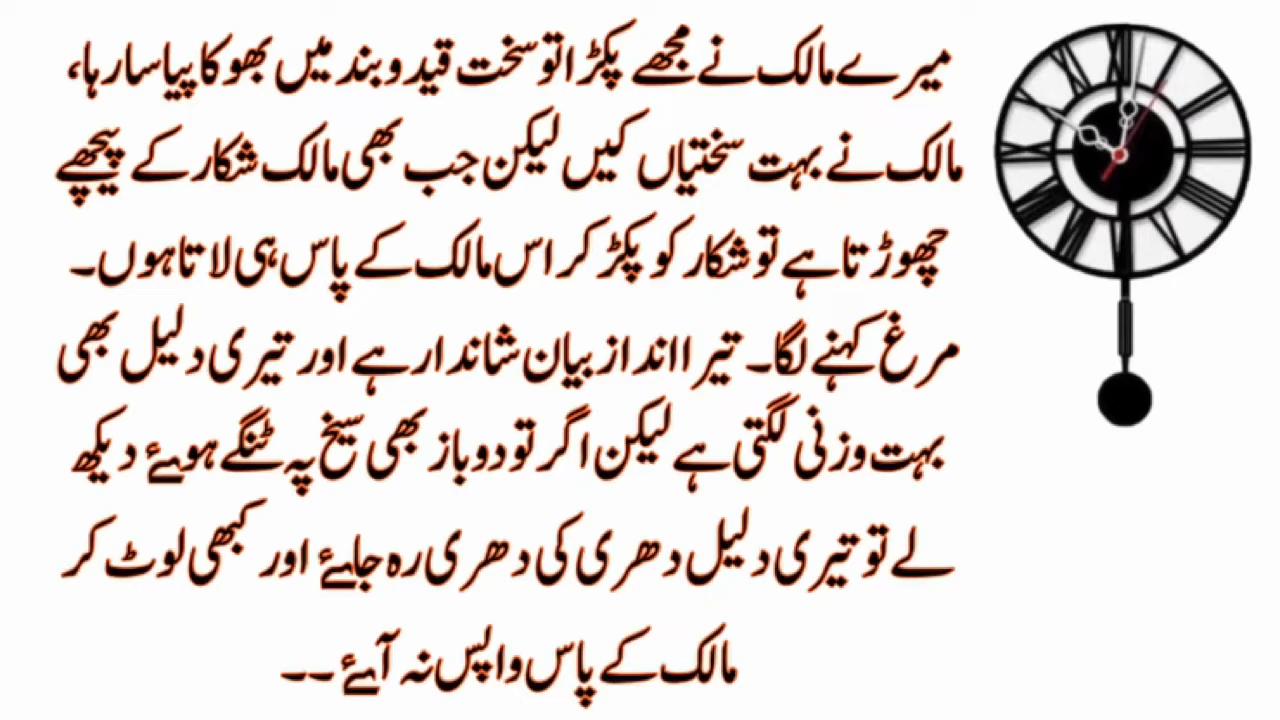 میرے مالک نے مجھے پکڑا تو سخت قید و بند میں بھوکا پیاسا رہا،
مالک نے بہت سختیاں کیں لیکن جب بھی مالک شکار کے پیچھے
چھوڑتا ہے تو شکار کو پکڑ کر اس مالک کے پاس ہی لاتا ہوں۔
مرغ کہنے لگا۔ تیرا انداز بیان شاندار ہے اور تیری دلیل بھی
بہت وزنی لگتی ہے لیکن اگر تو دو باز بھی سیخ پہ ٹنگے ہوئے دیکھ
لے تو تیری دلیل دھری کی دھری رہ جائے اور کبھی لوٹ کر
مالک کے پاس واپس نہ آئے ۔۔